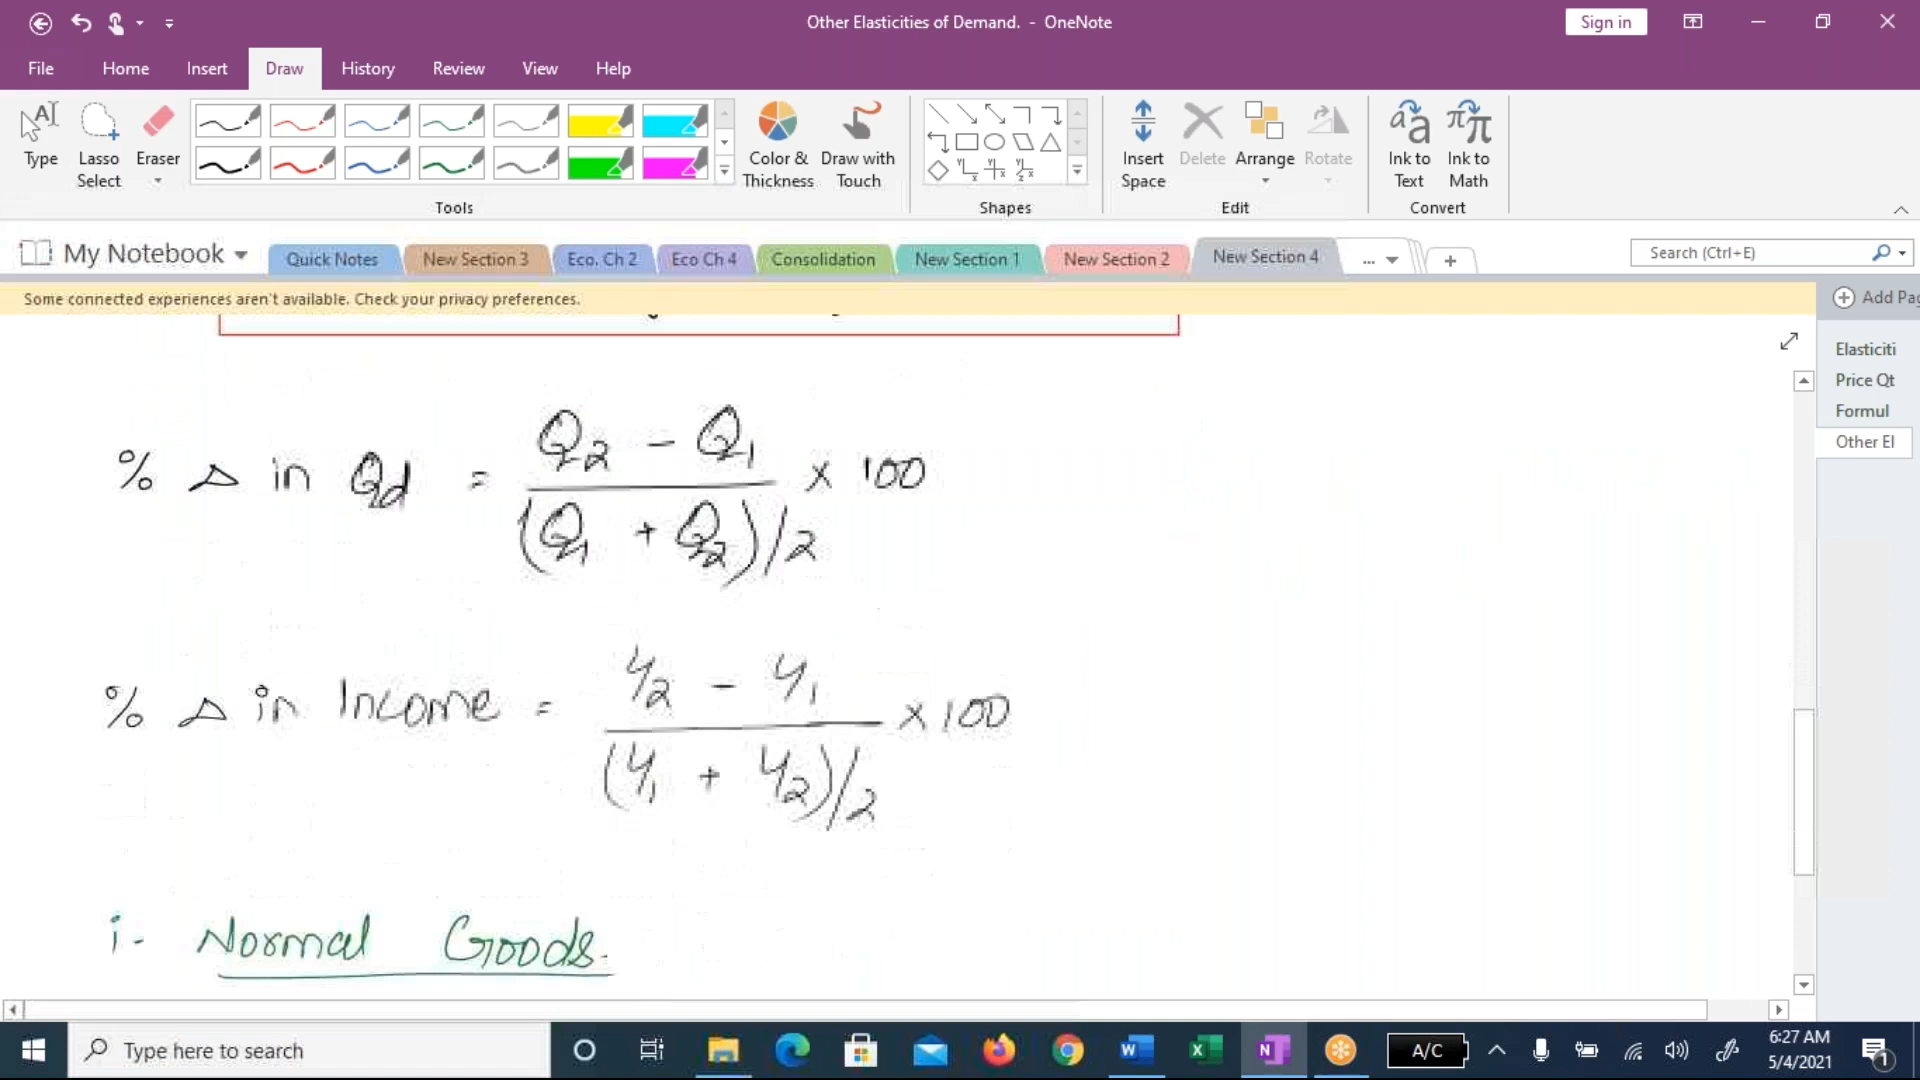 Other Elasticities of Demand. - OneNote
Sign in
File Home Insert Draw History Review View Help
Type
Lasso Select
Eraser
Color & Thickness
Draw with Touch
Insert Space
Delete
Arrange
Rotate
Ink to Text
Ink to Math
Tools
Shapes
Edit
Convert
My Notebook
Quick Notes
New Section 3
Eco. Ch 2
Eco Ch 4
Consolidation
New Section 1
New Section 2
New Section 4
...
Search (Ctrl+E)
Some connected experiences aren't available. Check your privacy preferences.
Add Pag
Elasticiti
Price Qt
Formul
Other El
% Δ in Qd = Q2 - Q1 / (Q1 + Q2)/2 × 100
% Δ in Income = Y2 - Y1 / (Y1 + Y2)/2 × 100
i- Normal Goods.
Type here to search
A/C
6:27 AM
5/4/2021
1